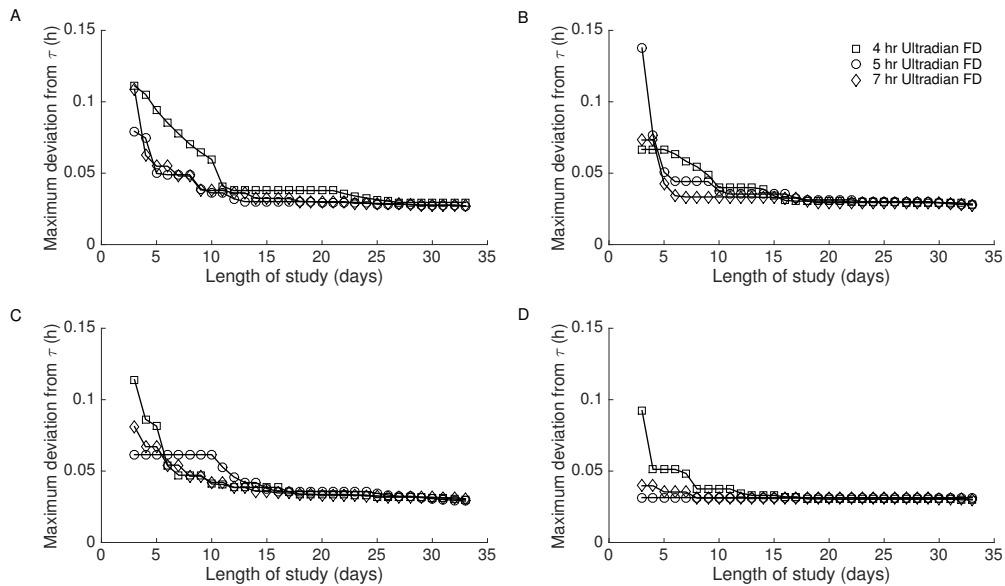 A
0.15
0.1
0.05
0
Maximum deviation from τ (h)
0 5 10 15 20 25 30 35
Length of study (days)
B
0.15
0.1
0.05
0
Maximum deviation from τ (h)
0 5 10 15 20 25 30 35
Length of study (days)
4 hr Ultradian FD
5 hr Ultradian FD
7 hr Ultradian FD
C
0.15
0.1
0.05
0
Maximum deviation from τ (h)
0 5 10 15 20 25 30 35
Length of study (days)
D
0.15
0.1
0.05
0
Maximum deviation from τ (h)
0 5 10 15 20 25 30 35
Length of study (days)